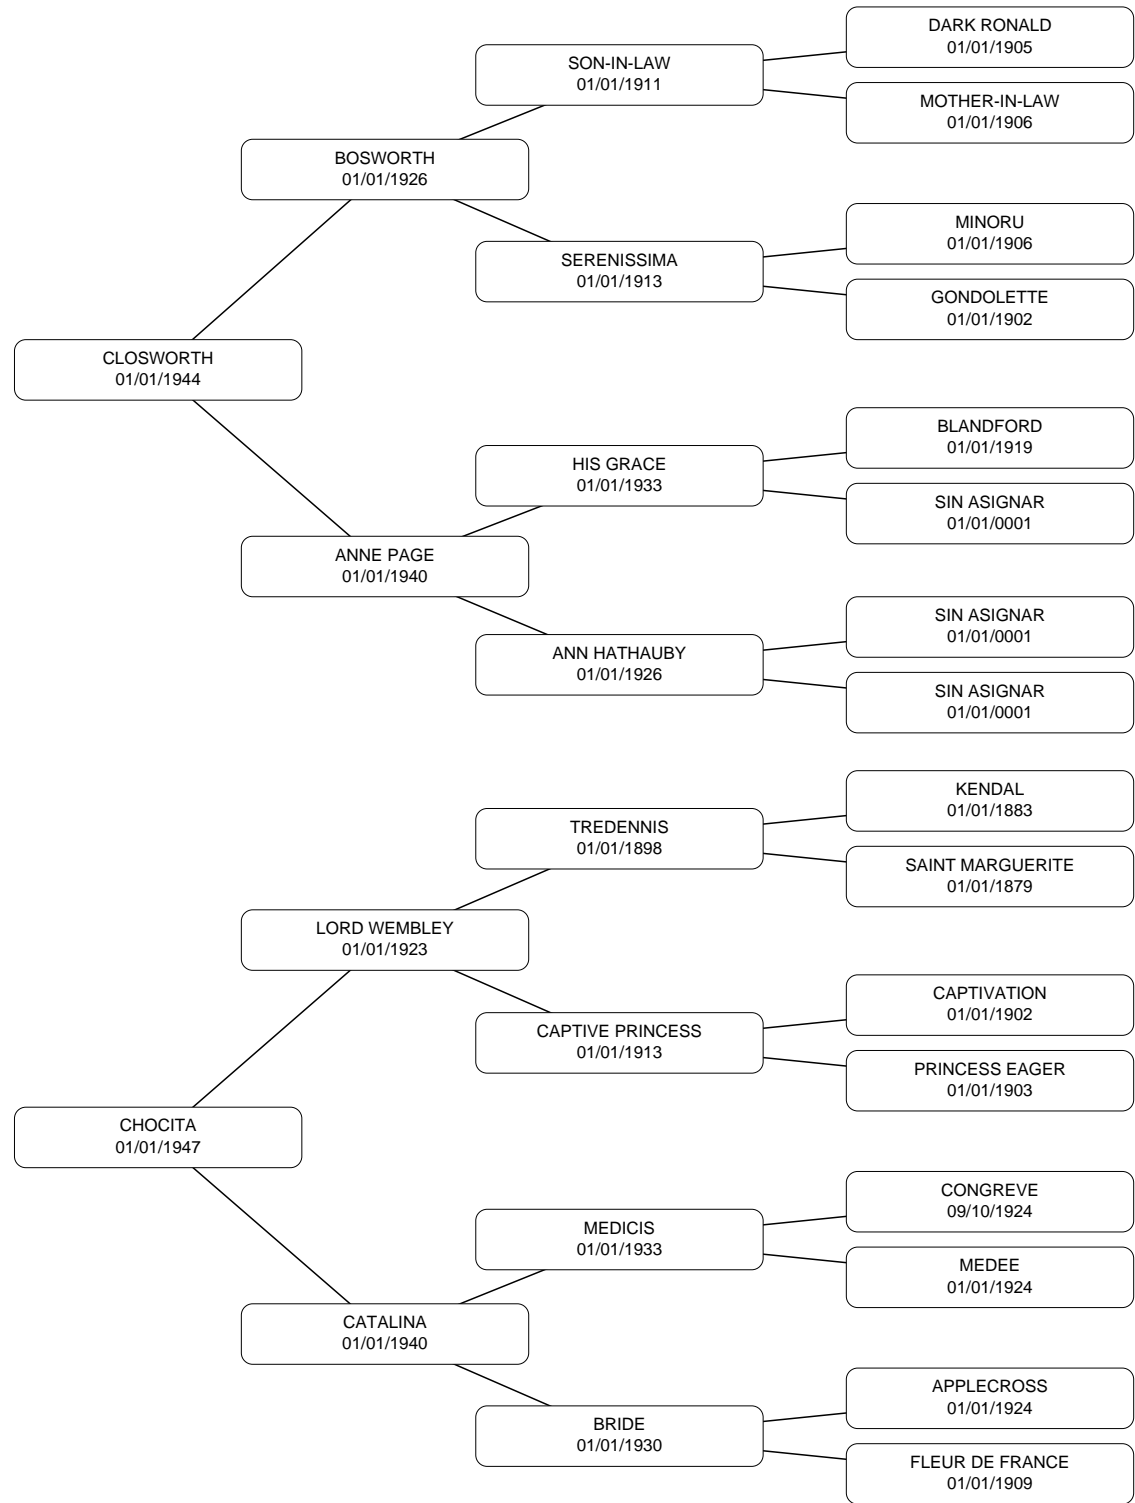 DARK RONALD
01/01/1905
SON-IN-LAW
01/01/1911
MOTHER-IN-LAW
01/01/1906
BOSWORTH
01/01/1926
MINORU
01/01/1906
SERENISSIMA
01/01/1913
GONDOLETTE
01/01/1902
CLOSWORTH
01/01/1944
BLANDFORD
01/01/1919
HIS GRACE
01/01/1933
SIN ASIGNAR
01/01/0001
ANNE PAGE
01/01/1940
SIN ASIGNAR
01/01/0001
ANN HATHAUBY
01/01/1926
SIN ASIGNAR
01/01/0001
KENDAL
01/01/1883
TREDENNIS
01/01/1898
SAINT MARGUERITE
01/01/1879
LORD WEMBLEY
01/01/1923
CAPTIVATION
01/01/1902
CAPTIVE PRINCESS
01/01/1913
PRINCESS EAGER
01/01/1903
CHOCITA
01/01/1947
CONGREVE
09/10/1924
MEDICIS
01/01/1933
MEDEE
01/01/1924
CATALINA
01/01/1940
APPLECROSS
01/01/1924
BRIDE
01/01/1930
FLEUR DE FRANCE
01/01/1909